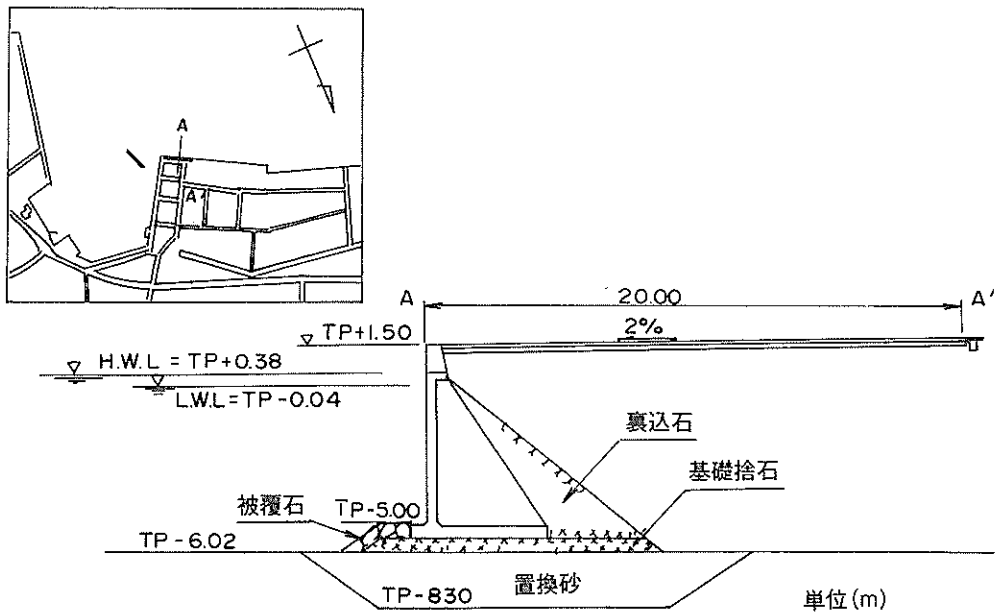 A
A'
A
20.00
A'
TP+1.50
2%
H.W.L = TP+0.38
L.W.L=TP-0.04
裏込石
基礎捨石
被覆石
TP-5.00
TP-6.02
置換砂
TP-830
単位(m)